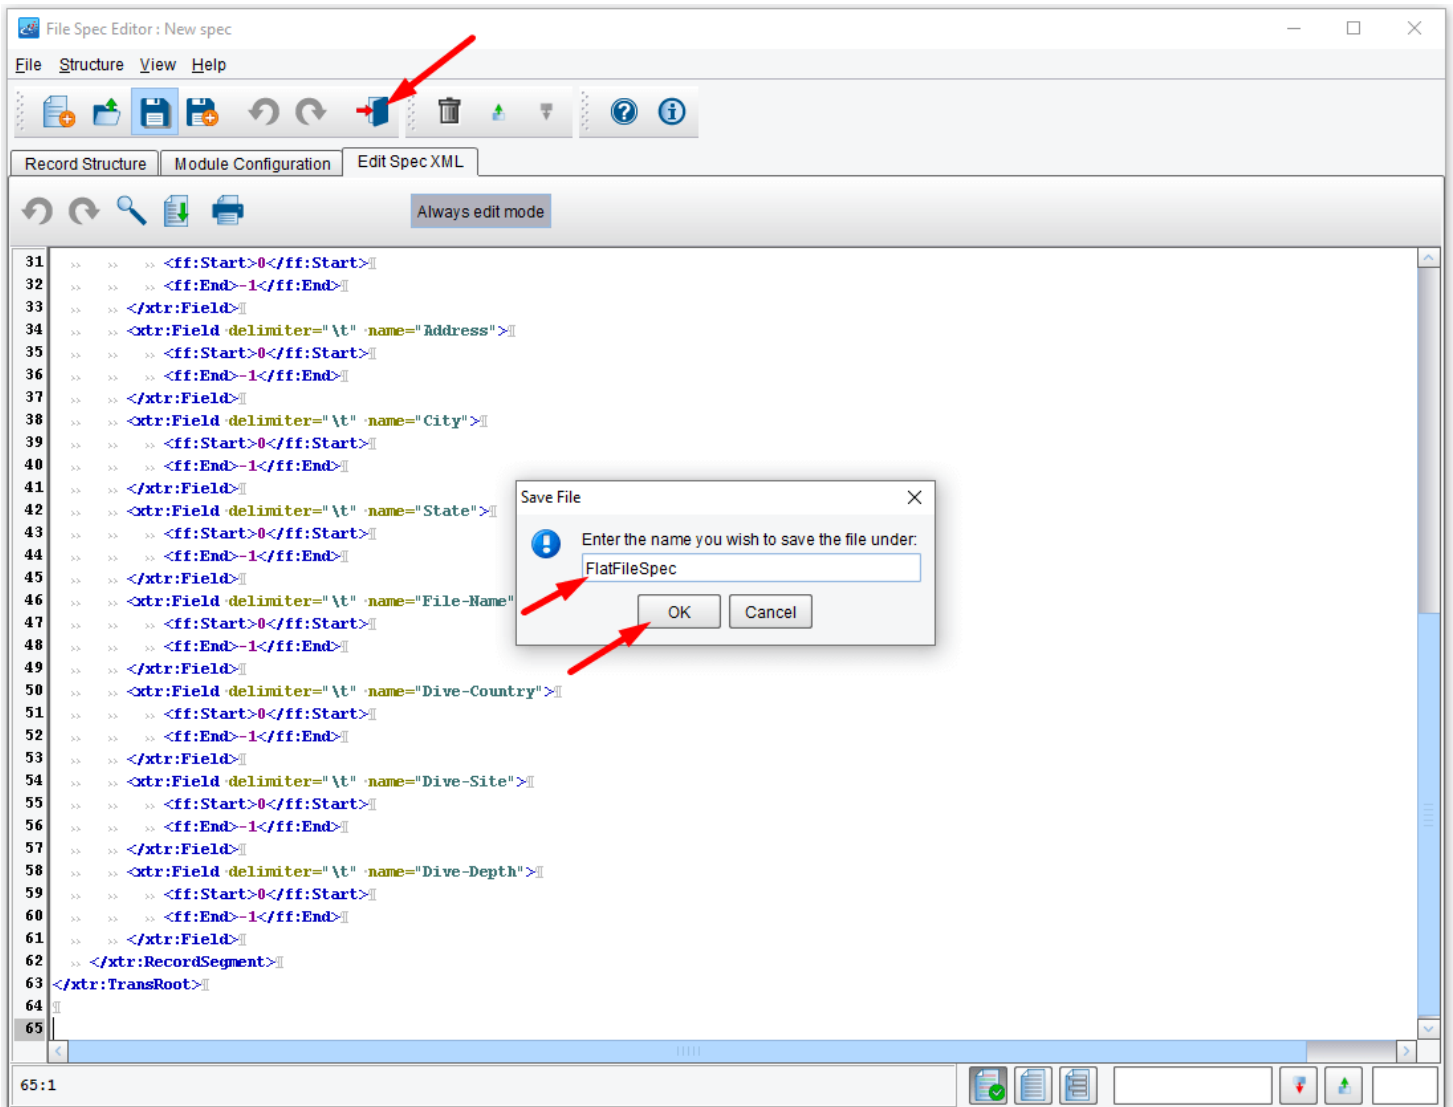 File Spec Editor : New spec
File Structure View Help
Record Structure Module Configuration Edit Spec XML
Always edit mode
31 <ff:Start>0</ff:Start>¶
32 <ff:End>-1</ff:End>¶
33 </xtr:Field>¶
34 <xtr:Field delimiter="\t" name="Address">¶
35 <ff:Start>0</ff:Start>¶
36 <ff:End>-1</ff:End>¶
37 </xtr:Field>¶
38 <xtr:Field delimiter="\t" name="City">¶
39 <ff:Start>0</ff:Start>¶
40 <ff:End>-1</ff:End>¶
41 </xtr:Field>¶
42 <xtr:Field delimiter="\t" name="State">¶
43 <ff:Start>0</ff:Start>¶
44 <ff:End>-1</ff:End>¶
45 </xtr:Field>¶
46 <xtr:Field delimiter="\t" name="File-Name"
47 <ff:Start>0</ff:Start>¶
48 <ff:End>-1</ff:End>¶
49 </xtr:Field>¶
50 <xtr:Field delimiter="\t" name="Dive-Country">¶
51 <ff:Start>0</ff:Start>¶
52 <ff:End>-1</ff:End>¶
53 </xtr:Field>¶
54 <xtr:Field delimiter="\t" name="Dive-Site">¶
55 <ff:Start>0</ff:Start>¶
56 <ff:End>-1</ff:End>¶
57 </xtr:Field>¶
58 <xtr:Field delimiter="\t" name="Dive-Depth">¶
59 <ff:Start>0</ff:Start>¶
60 <ff:End>-1</ff:End>¶
61 </xtr:Field>¶
62 </xtr:RecordSegment>¶
63 </xtr:TransRoot>¶
64 ¶
65
Save File
Enter the name you wish to save the file under:
FlatFileSpec
OK Cancel
65:1